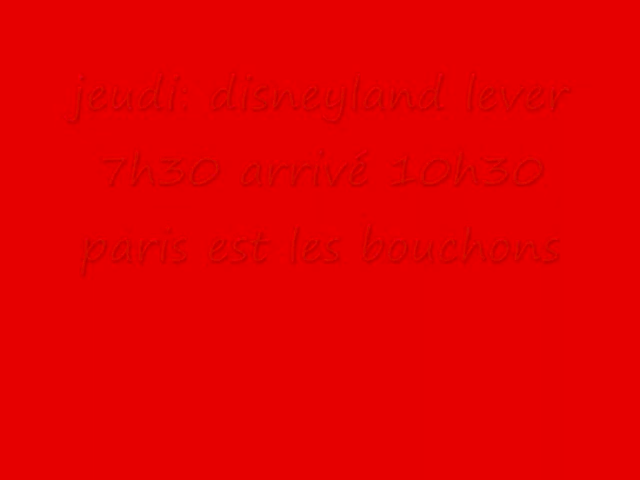 jeudi: disneyland lever
7h30 arrivé 10h30
paris est les bouchons